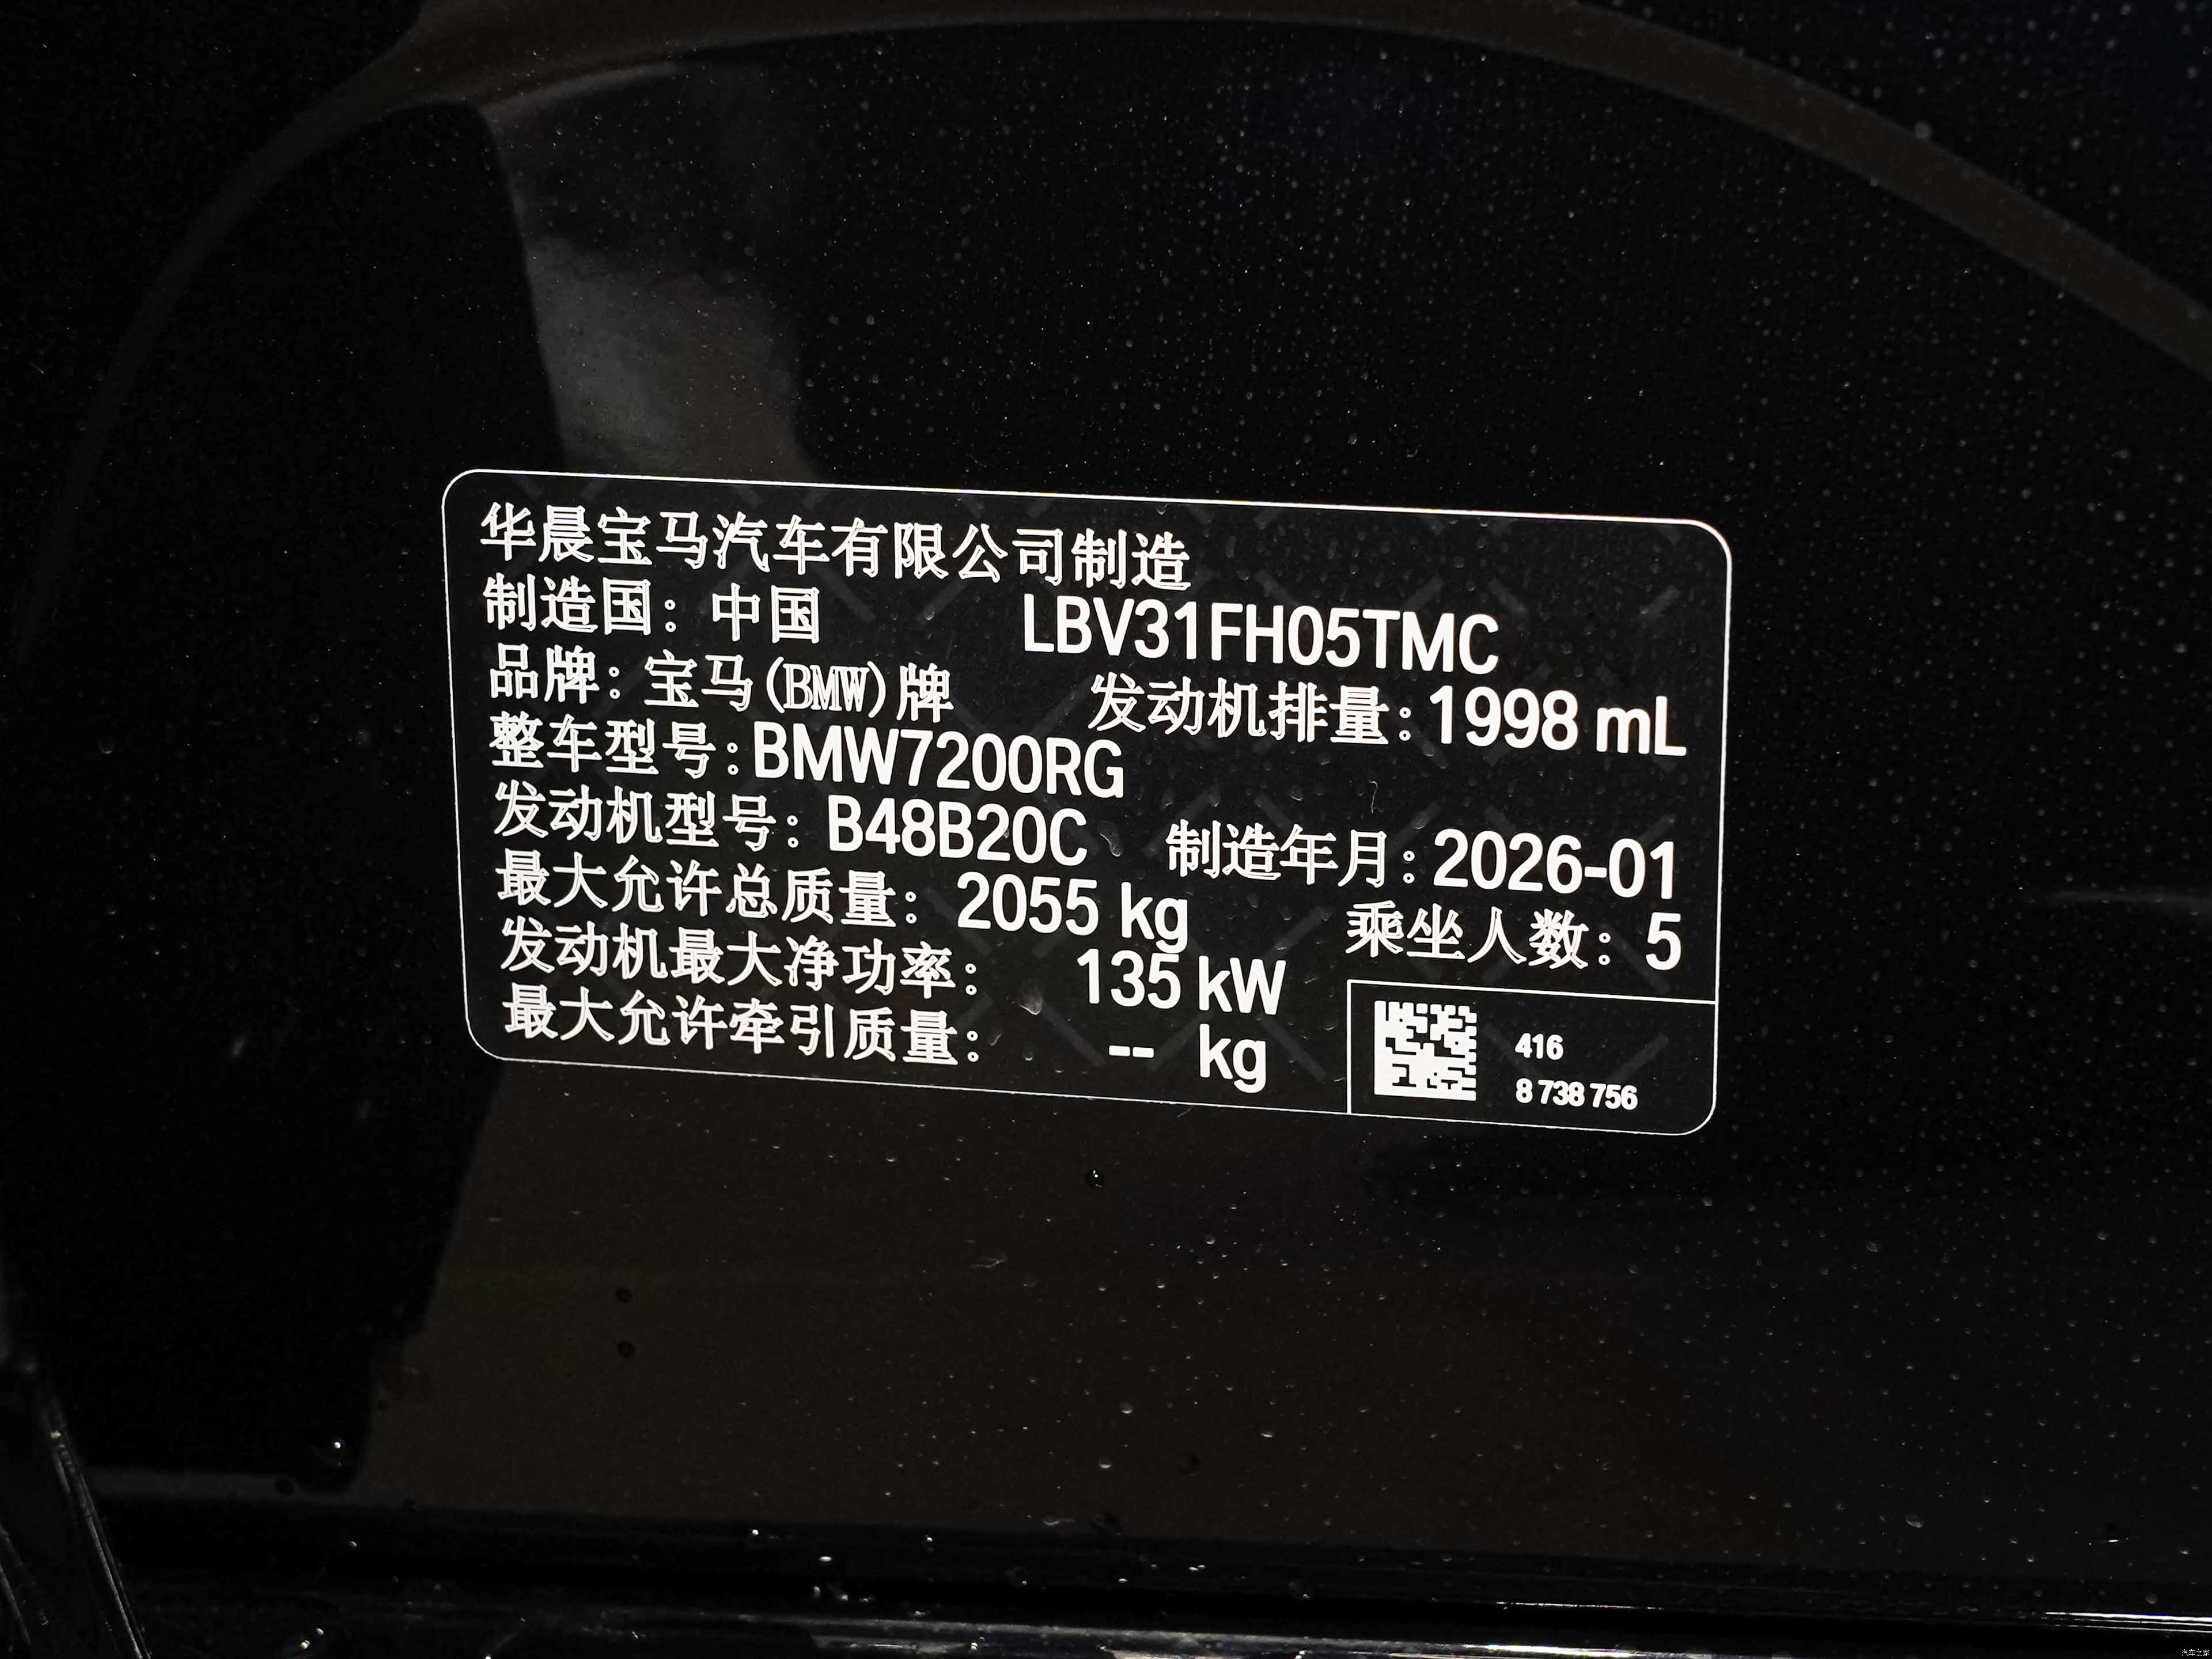 华晨宝马汽车有限公司制造
制造国：中国 LBV31FH05TMC
品牌：宝马(BMW)牌 发动机排量：1998 mL
整车型号：BMW7200RG
发动机型号：B48B20C 制造年月：2026-01
最大允许总质量：2055 kg 乘坐人数：5
发动机最大净功率：135 kW
最大允许牵引质量：-- kg
416
8 738 756
汽车之家